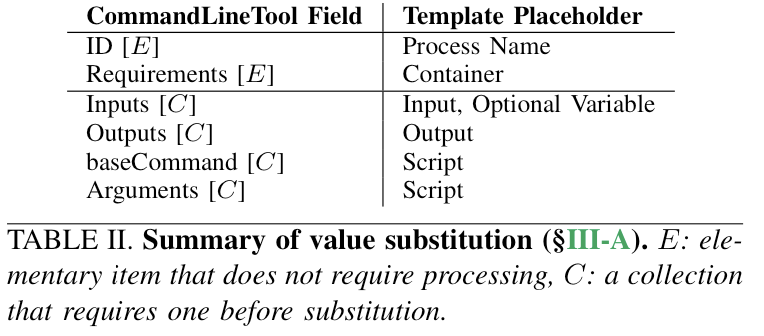 CommandLineTool Field Template Placeholder
ID [E] Process Name
Requirements [E] Container
Inputs [C] Input, Optional Variable
Outputs [C] Output
baseCommand [C] Script
Arguments [C] Script
TABLE II. Summary of value substitution (§III-A). E: ele-
mentary item that does not require processing, C: a collection
that requires one before substitution.